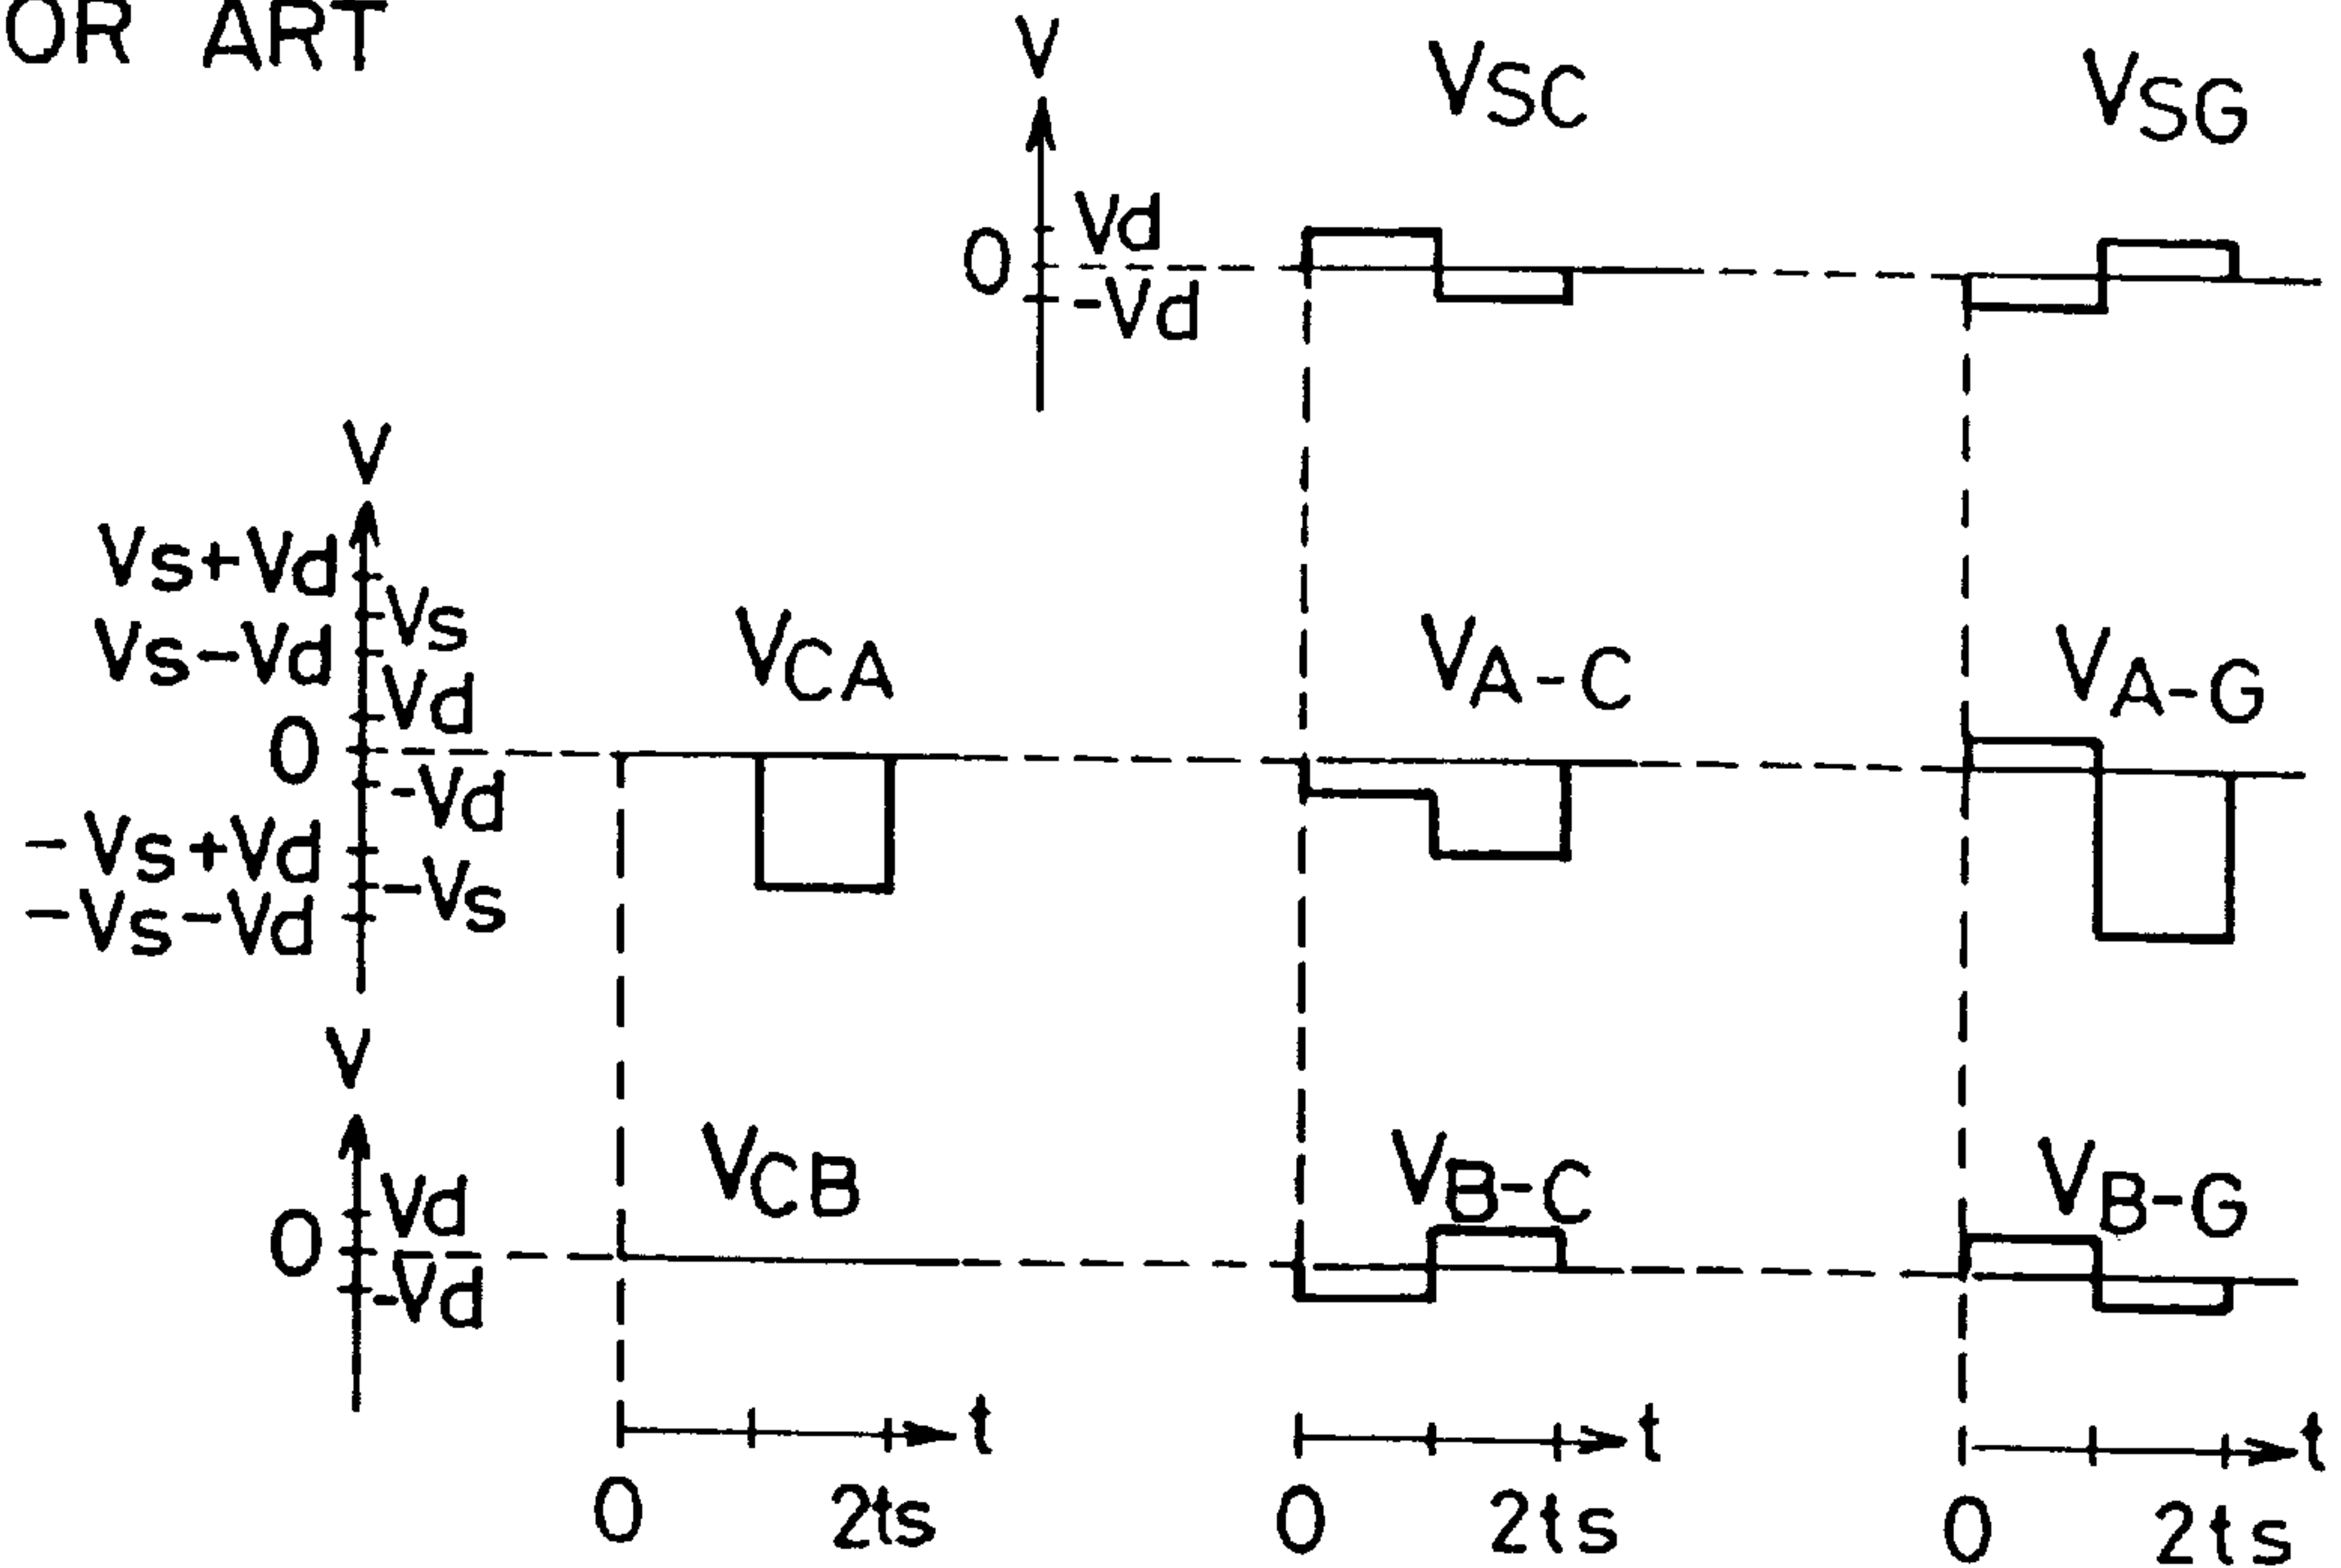 OR ART
V
VSC
VSG
Vd
0
-Vd
V
Vs+Vd
Vs
Vs-Vd
Vd
0
-Vd
-Vs+Vd
-Vs
-Vs-Vd
VCA
VA-C
VA-G
V
Vd
0
-Vd
VCB
VB-C
VB-G
t
t
t
0
2ts
0
2ts
0
2ts